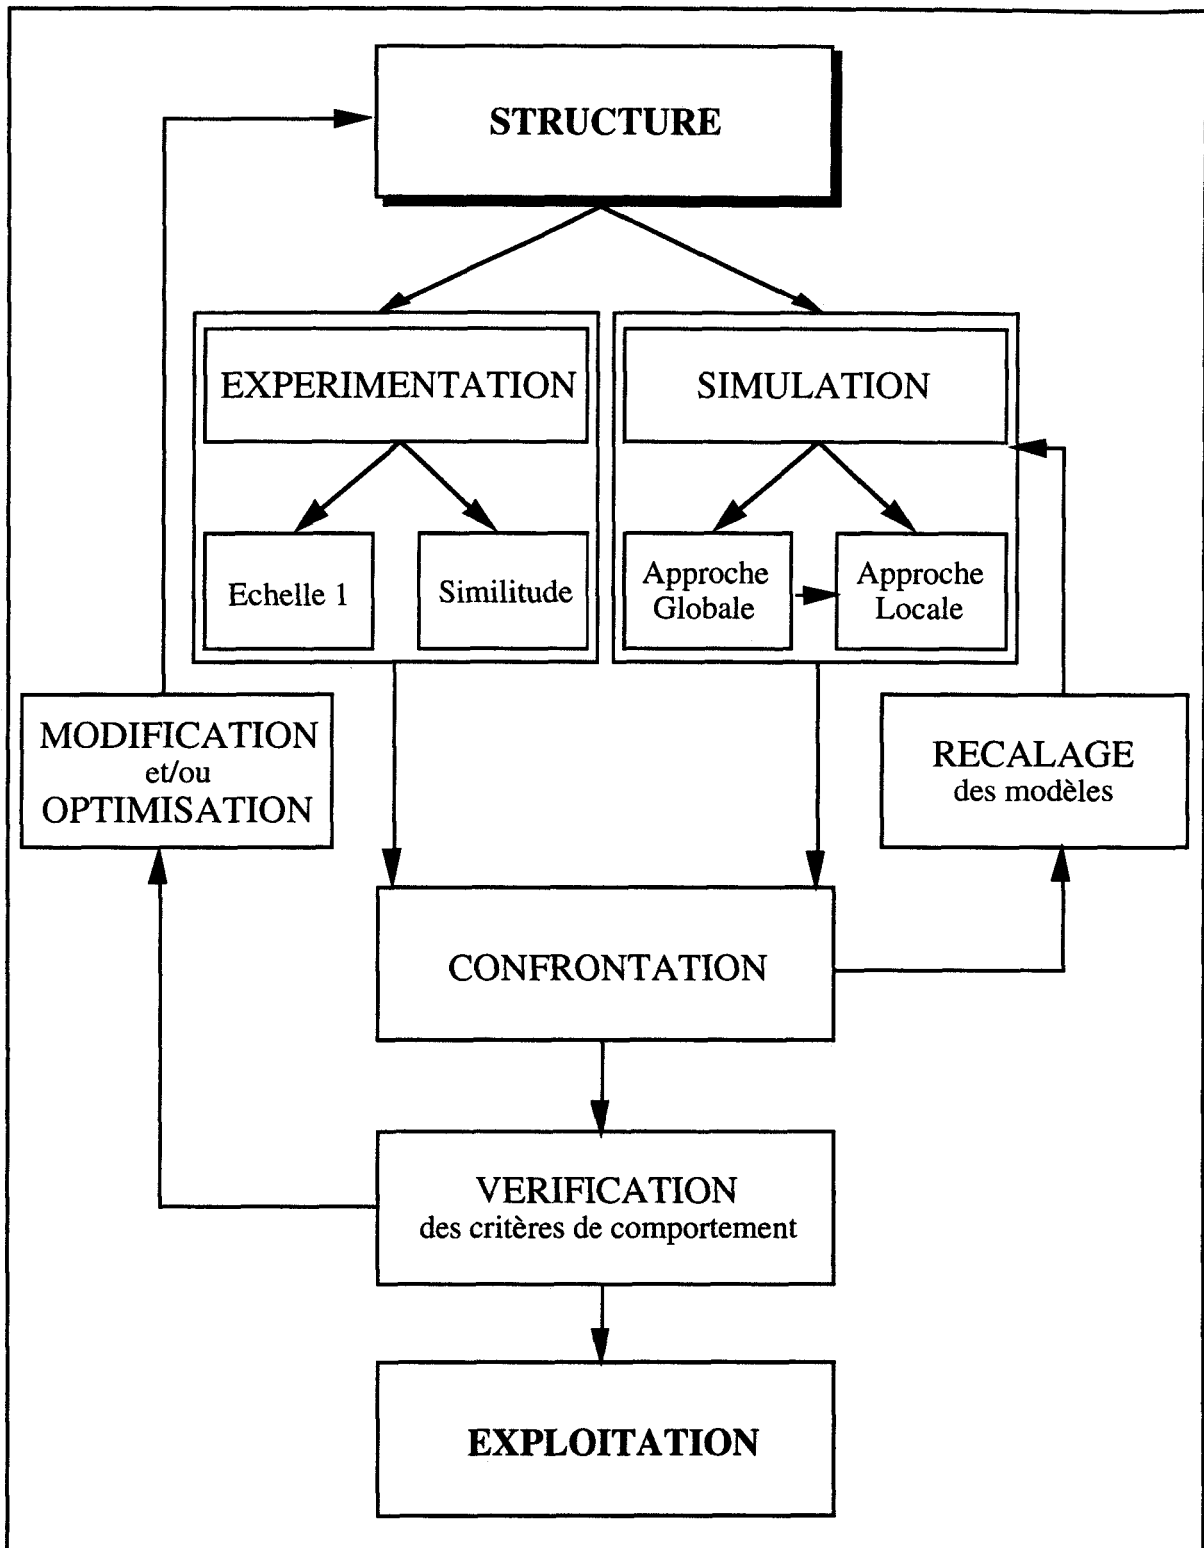 STRUCTURE
EXPERIMENTATION
SIMULATION
Echelle 1
Similitude
Approche
Globale
Approche
Locale
MODIFICATION
et/ou
OPTIMISATION
RECALAGE
des modèles
CONFRONTATION
VERIFICATION
des critères de comportement
EXPLOITATION